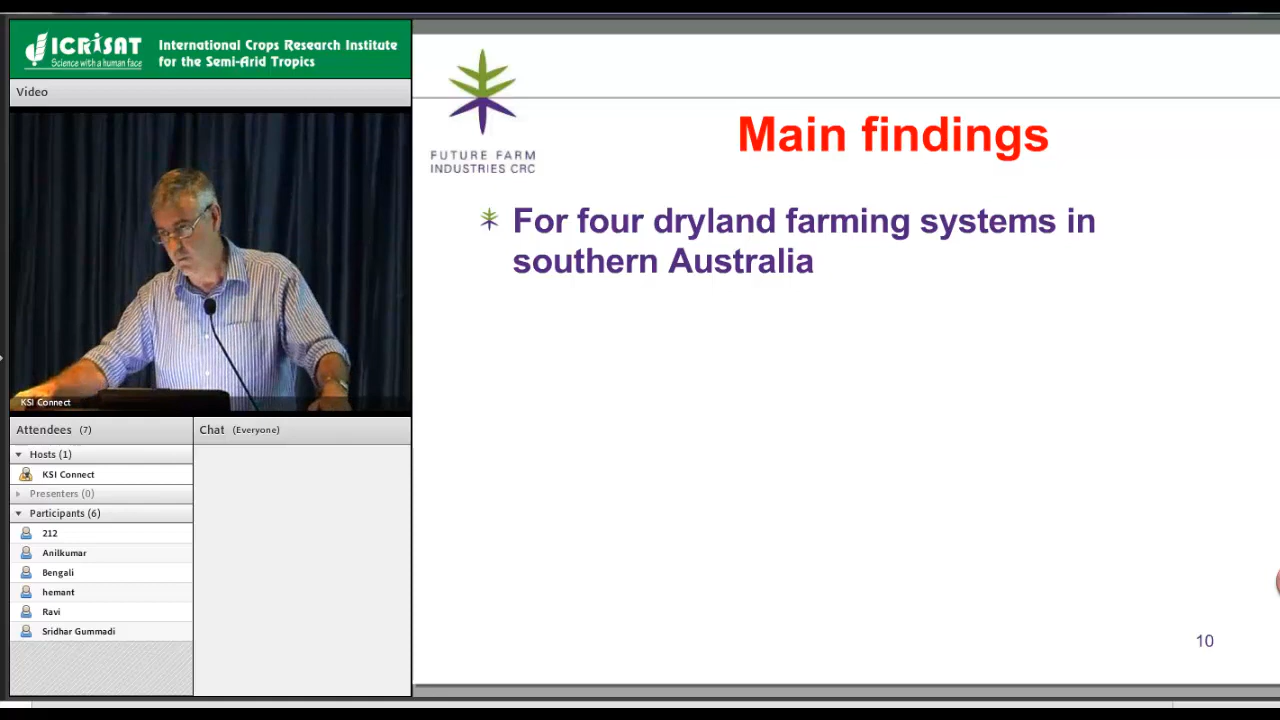 ICRISAT
Science with a human face
International Crops Research Institute
for the Semi-Arid Tropics
Video
KSI Connect
Attendees (7)
Hosts (1)
KSI Connect
Presenters (0)
Participants (6)
212
Anilkumar
Bengali
hemant
Ravi
Sridhar Gummadi
Chat (Everyone)
FUTURE FARM
INDUSTRIES CRC
Main findings
For four dryland farming systems in
southern Australia
10